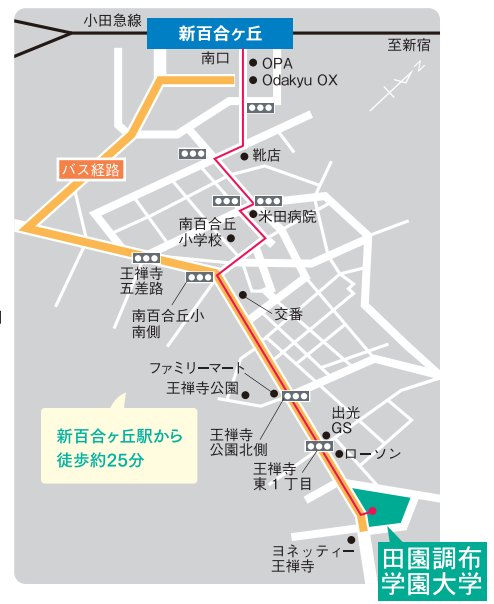 小田急線
新百合ヶ丘
至新宿
南口
OPA
Odakyu OX
N
靴店
バス経路
米田病院
南百合丘
小学校
王禅寺
五差路
南百合丘小
南側
交番
ファミリーマート
王禅寺公園
出光
GS
王禅寺
公園北側
ローソン
王禅寺
東1丁目
新百合ヶ丘駅から
徒歩約25分
ヨネッティー
王禅寺
田園調布
学園大学